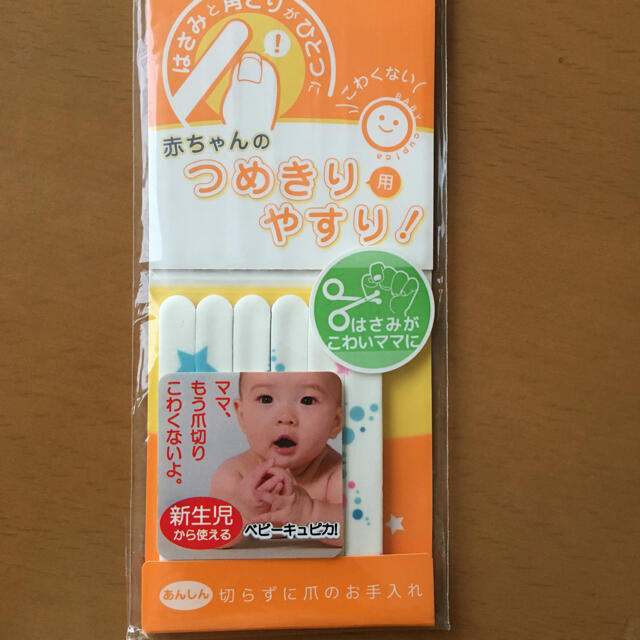 はさみと角とりがひとつに
!
\\こわくない//
BABY Qupica
赤ちゃんの
つめきり用
やすり!
はさみが
こわいママに
ママ、
もう爪切り
こわくないよ。
新生児
から使える
ベビーキュピカ!
あんしん 切らずに爪のお手入れ